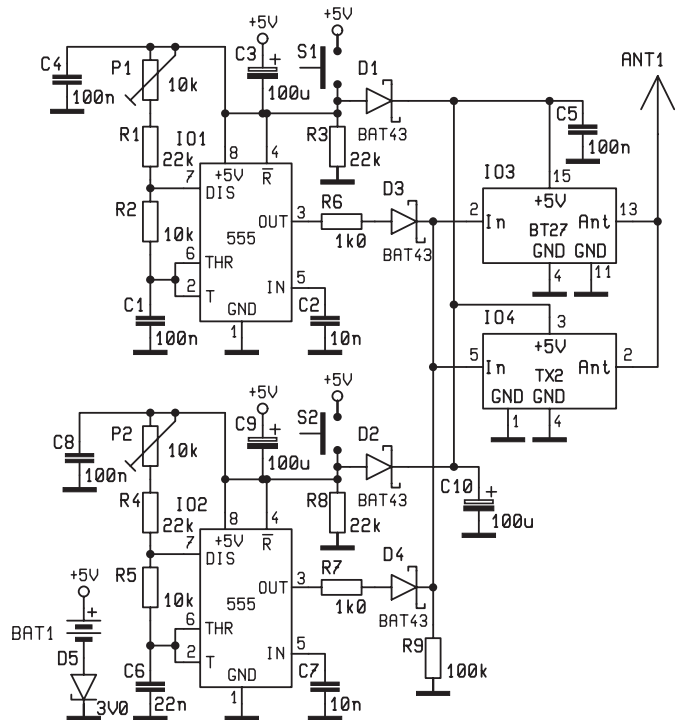 +5V
+5V
C4
P1
C3
+
S1
D1
ANT1
100n
10k
100u
BAT43
C5
R1
IO1
R3
100n
22k
8
4
22k
7
+5V
R
D3
IO3
15
DIS
+5V
R2
OUT
3
R6
2
In
BT27
Ant
13
10k
555
1k0
BAT43
GND
GND
6
THR
4
11
2
T
IN
5
C1
GND
C2
IO4
3
100n
1
10n
+5V
5
In
Ant
2
TX2
GND
GND
1
4
+5V
+5V
C8
P2
C9
+
S2
D2
100n
10k
100u
BAT43
C10
+
R4
IO2
R8
100u
22k
8
4
22k
7
+5V
R
D4
DIS
R5
OUT
3
R7
+5V
10k
555
1k0
BAT43
+
6
THR
R9
BAT1
2
T
IN
5
100k
D5
C6
GND
C7
3V0
22n
1
10n